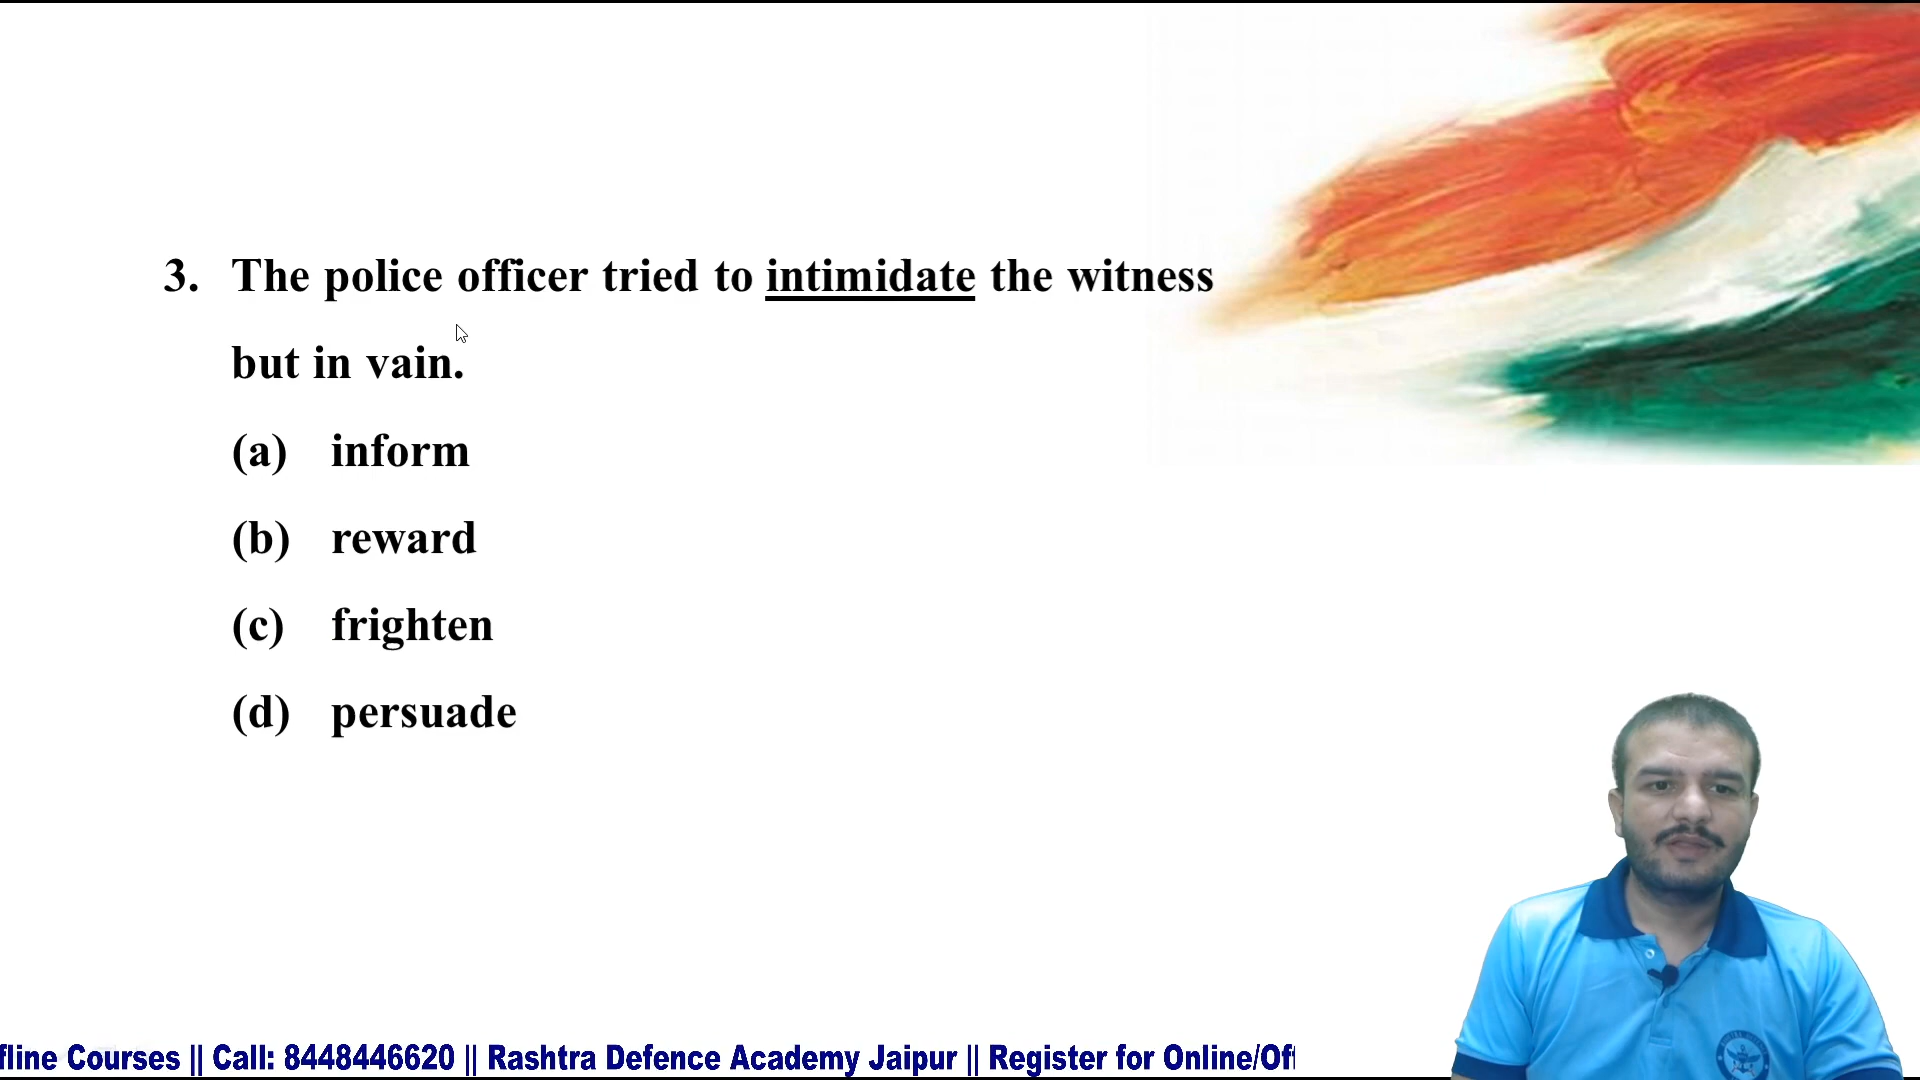 3. The police officer tried to intimidate the witness
but in vain.
(a) inform
(b) reward
(c) frighten
(d) persuade
fline Courses || Call: 8448446620 || Rashtra Defence Academy Jaipur || Register for Online/Off